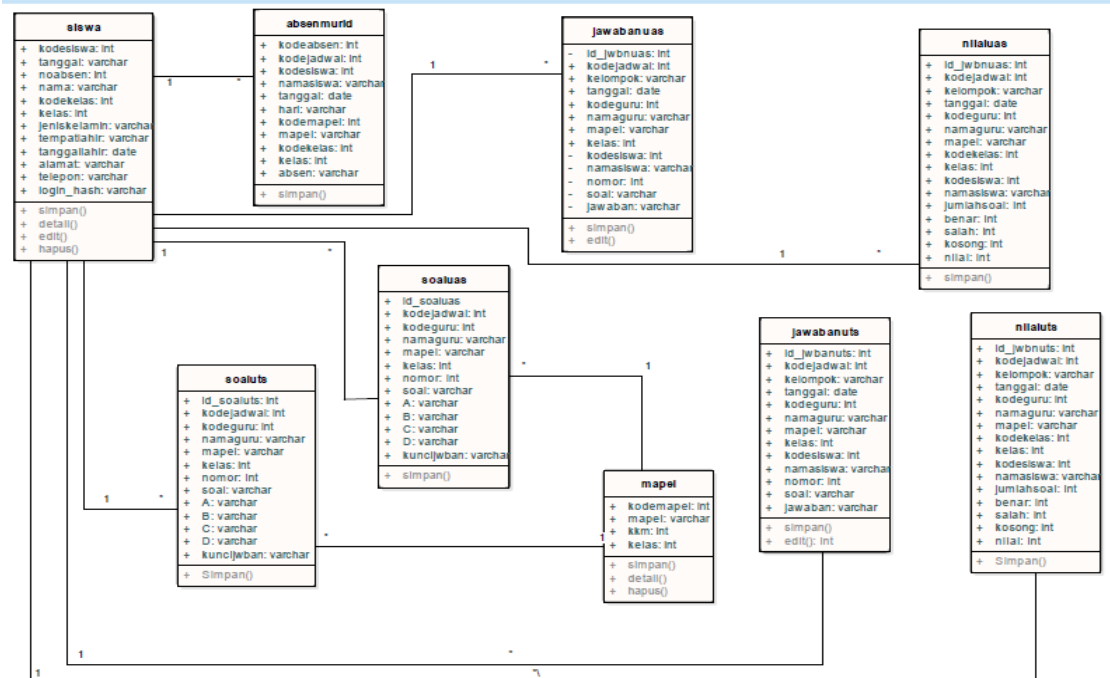 siswa
+ kodesiswa: int
+ tanggal: varchar
+ noabsen: int
+ nama: varchar
+ kodekelas: int
+ kelas: int
+ jeniskelamin: varchar
+ tempatlahir: varchar
+ tanggallahir: date
+ alamat: varchar
+ telepon: varchar
+ login_hash: varchar
+ simpan()
+ detail()
+ edit()
+ hapus()
absenmurid
+ kodeabsen: int
+ kodejadwal: int
+ kodesiswa: int
+ namasiswa: varchar
+ tanggal: date
+ hari: varchar
+ kodemapel: int
+ mapel: varchar
+ kodekelas: int
+ kelas: int
+ absen: varchar
+ simpan()
jawabanuas
- id_jwbnuas: int
+ kodejadwal: int
+ kelompok: varchar
+ tanggal: date
+ kodeguru: int
+ namaguru: varchar
+ mapel: varchar
+ kelas: int
- kodesiswa: int
- namasiswa: varchar
- nomor: int
- soal: varchar
- jawaban: varchar
+ simpan()
+ edit()
nilaiuas
+ id_jwbnuas: int
+ kodejadwal: int
+ kelompok: varchar
+ tanggal: date
+ kodeguru: int
+ namaguru: varchar
+ mapel: varchar
+ kodekelas: int
+ kelas: int
+ kodesiswa: int
+ namasiswa: varchar
+ jumlahsoal: int
+ benar: int
+ salah: int
+ kosong: int
+ nilai: int
+ simpan()
1 *
1 *
1 *
1 *
soaluas
+ id_soaluas
+ kodejadwal: int
+ kodeguru: int
+ namaguru: varchar
+ mapel: varchar
+ kelas: int
+ nomor: int
+ soal: varchar
+ A: varchar
+ B: varchar
+ C: varchar
+ D: varchar
+ kuncijwban: varchar
+ simpan()
* 1
soaluts
+ id_soaluts: int
+ kodejadwal: int
+ kodeguru: int
+ namaguru: varchar
+ mapel: varchar
+ kelas: int
+ nomor: int
+ soal: varchar
+ A: varchar
+ B: varchar
+ C: varchar
+ D: varchar
+ kuncijwban: varchar
+ Simpan()
1 *
* 1
mapel
+ kodemapel: int
+ mapel: varchar
+ kkm: int
+ kelas: int
+ simpan()
+ detail()
+ hapus()
jawabanuts
+ id_jwbanuts: int
+ kodejadwal: int
+ kelompok: varchar
+ tanggal: date
+ kodeguru: int
+ namaguru: varchar
+ mapel: varchar
+ kelas: int
+ kodesiswa: int
+ namasiswa: varchar
+ nomor: int
+ soal: varchar
+ jawaban: varchar
+ simpan()
+ edit(): int
nilaiuts
+ id_jwbnuts: int
+ kodejadwal: int
+ kelompok: varchar
+ tanggal: date
+ kodeguru: int
+ namaguru: varchar
+ mapel: varchar
+ kodekelas: int
+ kelas: int
+ kodesiswa: int
+ namasiswa: varchar
+ jumlahsoal: int
+ benar: int
+ salah: int
+ kosong: int
+ nilai: int
+ Simpan()
1 *
1 *\